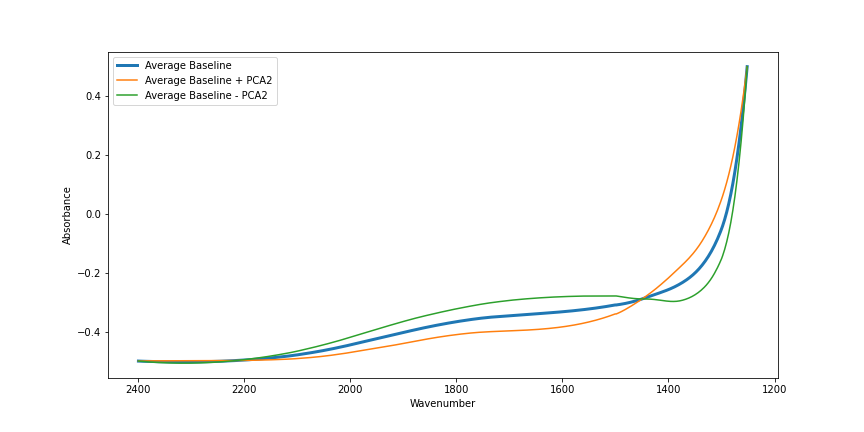 Average Baseline
Average Baseline + PCA2
Average Baseline - PCA2
0.4
0.2
0.0
−0.2
−0.4
Absorbance
2400 2200 2000 1800 1600 1400 1200
Wavenumber